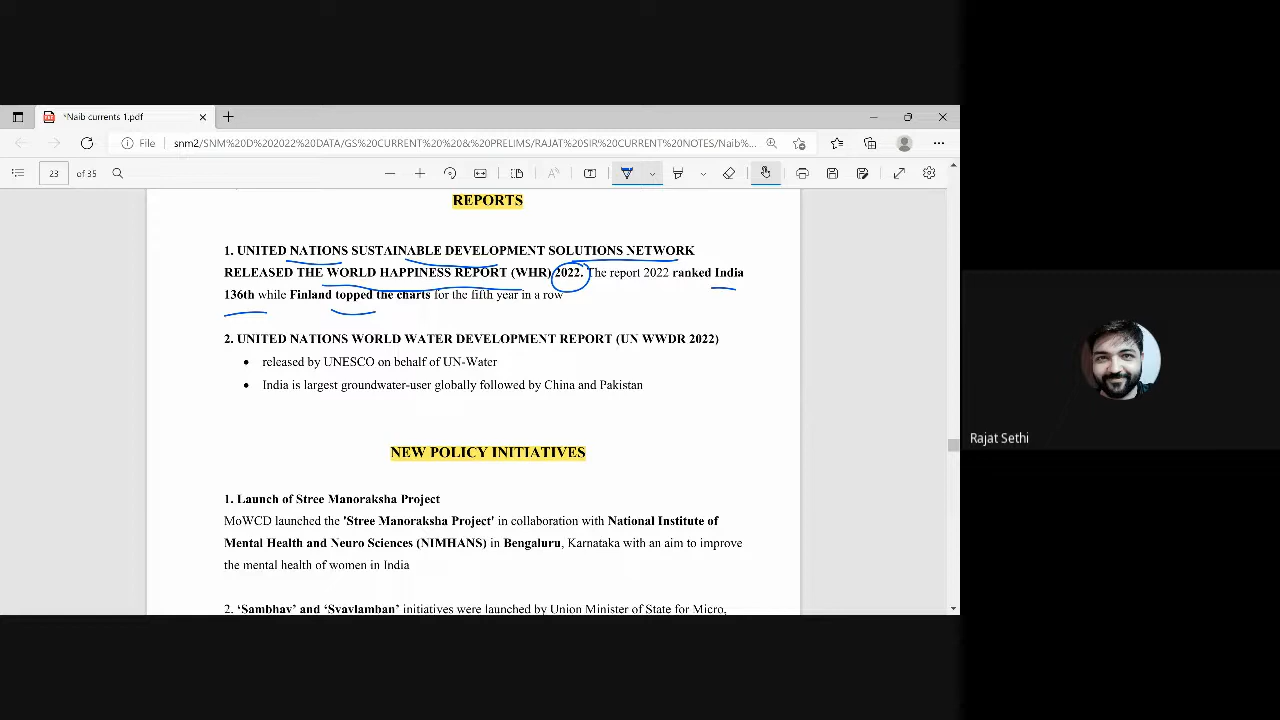 *Naib currents 1.pdf
File
snm2/SNM%20D%202022%20DATA/GS%20CURRENT%20%20&%20PRELIMS/RAJAT%20SIR%20CURRENT%20NOTES/Naib%...
23 of 35
REPORTS
1. UNITED NATIONS SUSTAINABLE DEVELOPMENT SOLUTIONS NETWORK
RELEASED THE WORLD HAPPINESS REPORT (WHR) 2022. The report 2022 ranked India
136th while Finland topped the charts for the fifth year in a row
2. UNITED NATIONS WORLD WATER DEVELOPMENT REPORT (UN WWDR 2022)
• released by UNESCO on behalf of UN-Water
• India is largest groundwater-user globally followed by China and Pakistan
Rajat Sethi
NEW POLICY INITIATIVES
1. Launch of Stree Manoraksha Project
MoWCD launched the 'Stree Manoraksha Project' in collaboration with National Institute of
Mental Health and Neuro Sciences (NIMHANS) in Bengaluru, Karnataka with an aim to improve
the mental health of women in India
2. ‘Sambhav’ and ‘Svavlamban’ initiatives were launched by Union Minister of State for Micro,